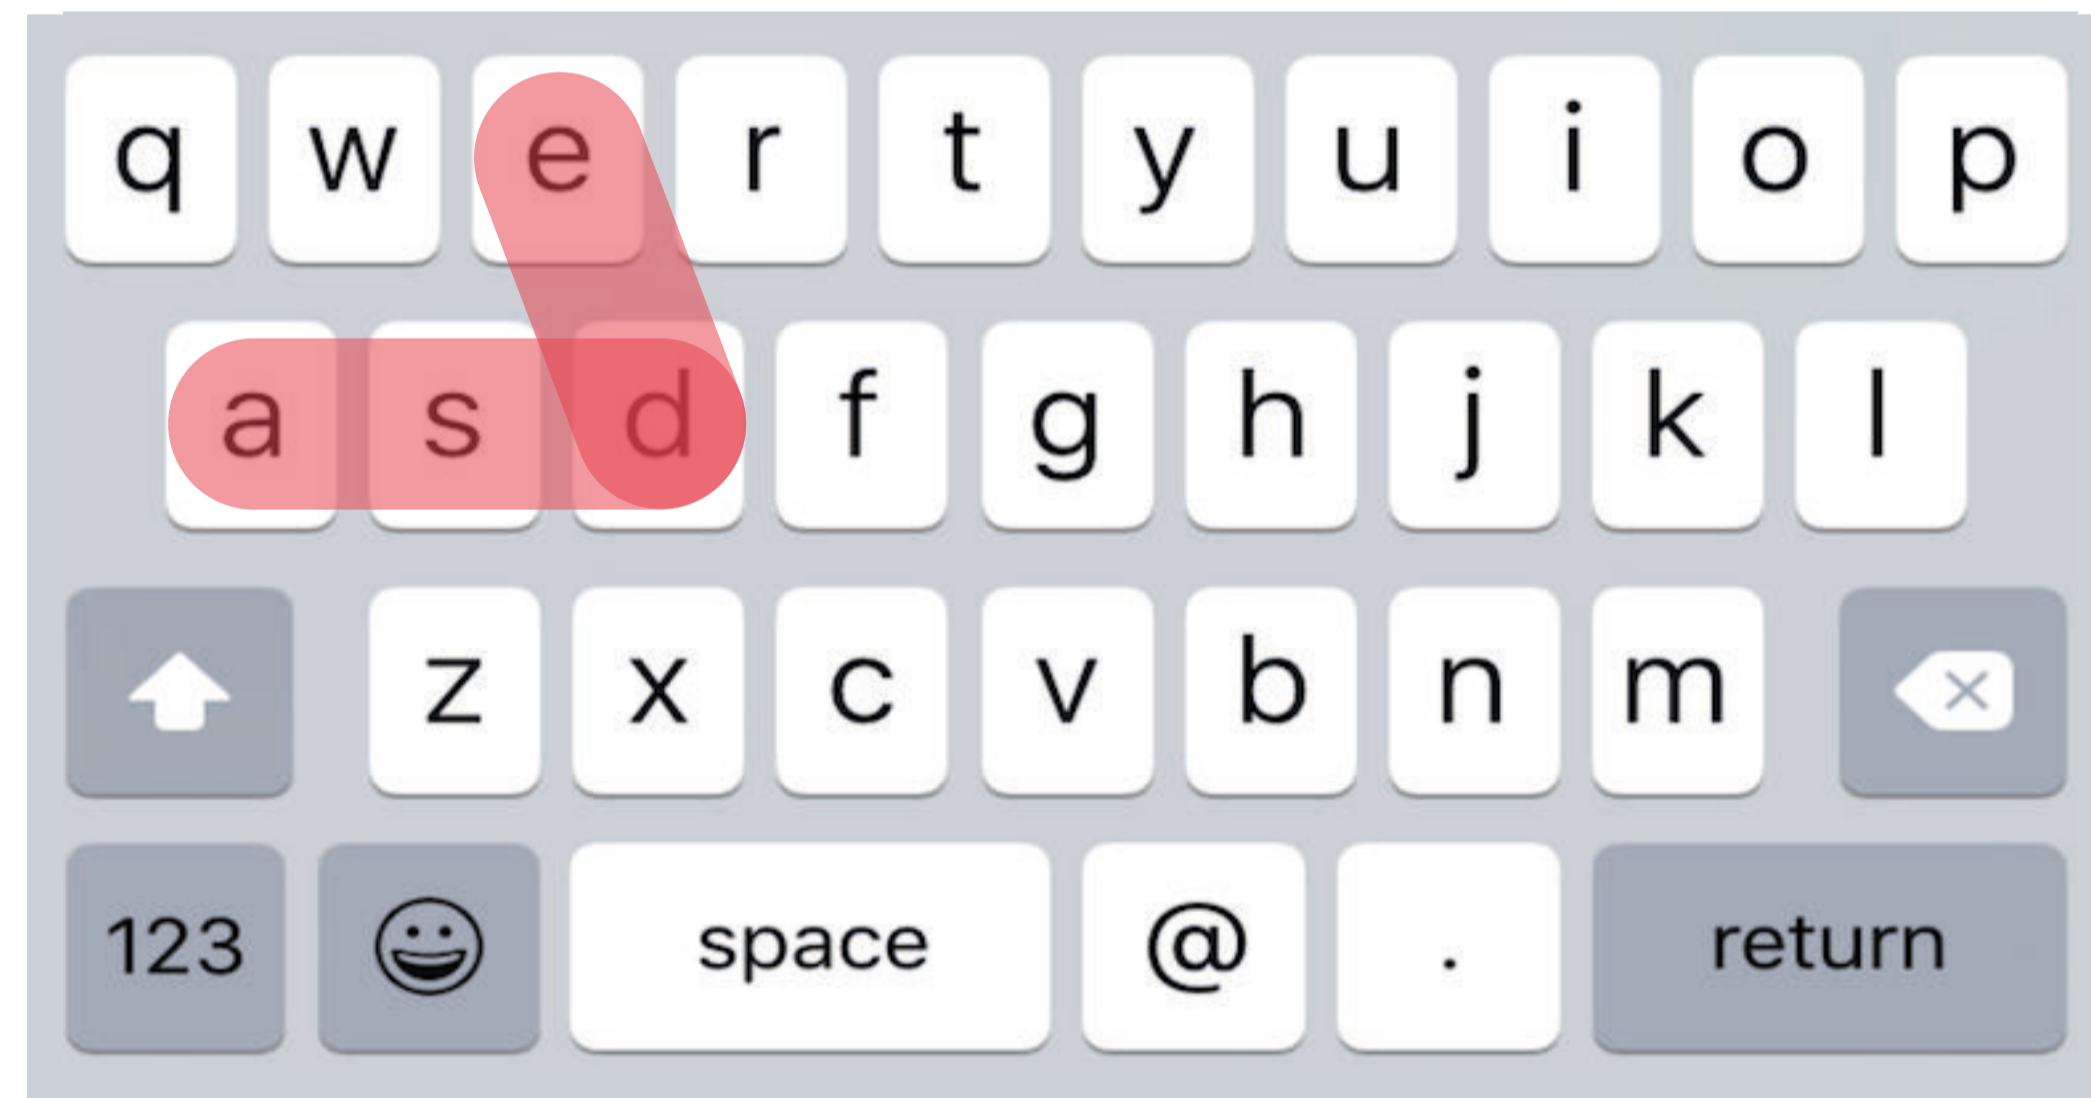 q w e r t y u i o p
a s d f g h j k l
z x c v b n m
123 space @ . return